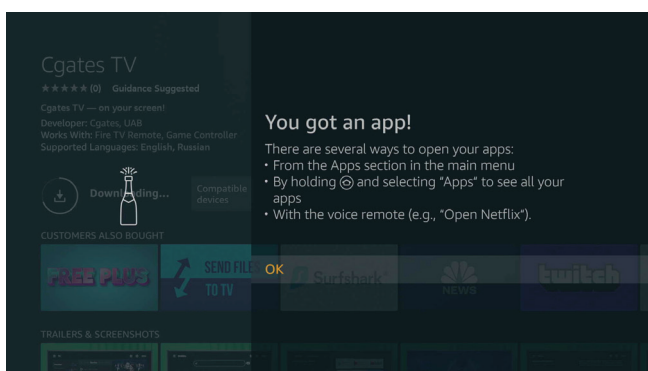 Cgates TV
(0) Guidance Suggested
Cgates TV — on your screen!
Developer: Cgates, UAB
Works With: Fire TV Remote, Game Controller
Supported Languages: English, Russian
Downloading...
Compatible
devices
CUSTOMERS ALSO BOUGHT
FREE PLUS
SEND FILES
TO TV
Surfshark
NEWS
twitch
TRAILERS & SCREENSHOTS
You got an app!
There are several ways to open your apps:
• From the Apps section in the main menu
• By holding and selecting "Apps" to see all your
apps
• With the voice remote (e.g., "Open Netflix").
OK